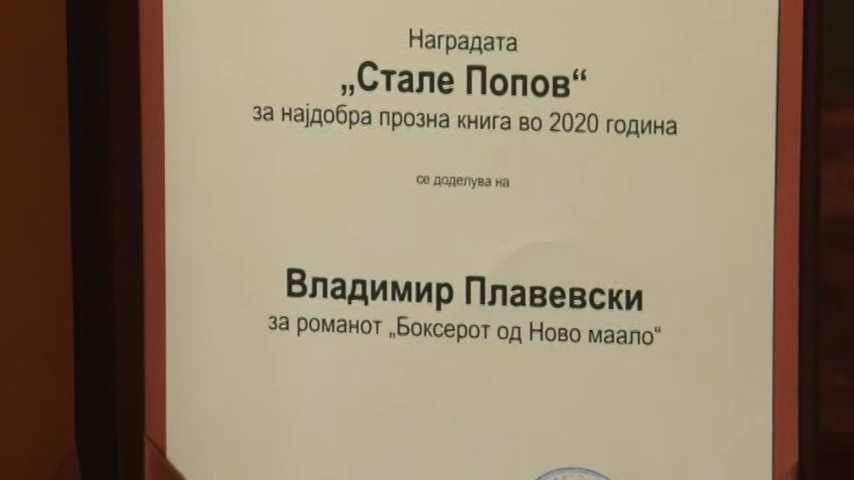 Наградата
„Стале Попов“
за најдобра прозна книга во 2020 година
се доделува на
Владимир Плавевски
за романот „Боксерот од Ново маало“